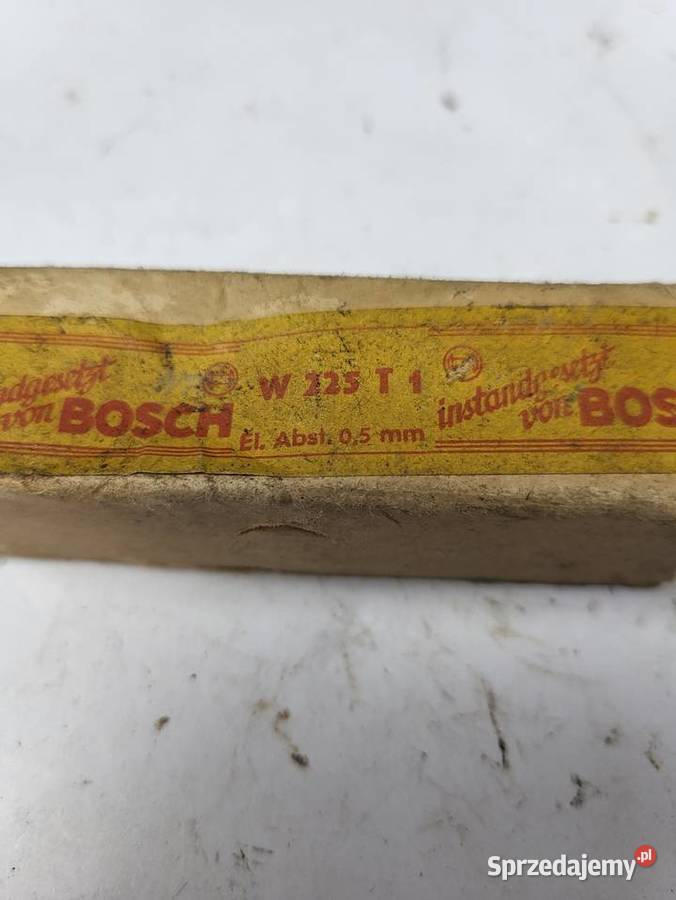 ndgesetzt
von BOSCH
W 225 T 1
El. Abst. 0,5 mm
instandgesetzt
von BOS
Sprzedajemy.pl